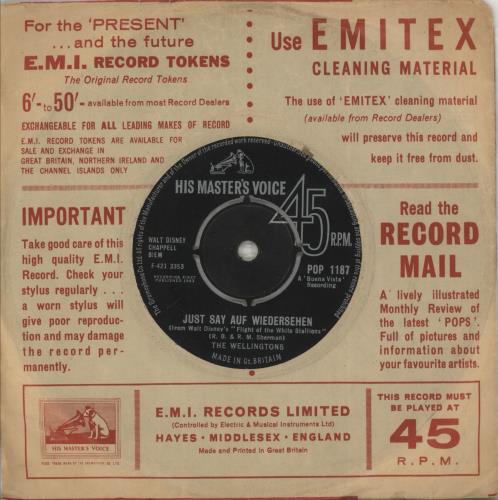 For the 'PRESENT'
...and the future
E.M.I. RECORD TOKENS
The Original Record Tokens
6'- to 50'- available from most Record Dealers
EXCHANGEABLE FOR ALL LEADING MAKES OF RECORD
E.M.I. RECORD TOKENS ARE AVAILABLE FOR
SALE AND EXCHANGE IN
GREAT BRITAIN, NORTHERN IRELAND AND
THE CHANNEL ISLANDS ONLY
Use EMITEX
CLEANING MATERIAL
The use of 'EMITEX' cleaning material
(available from Record Dealers)
will preserve this record and
keep it free from dust.
IMPORTANT
Take good care of this
high quality E.M.I.
Record. Check your
stylus regularly ...
a worn stylus will
give poor reproduc-
tion and may damage
the record per-
manently.
HIS MASTER'S VOICE
45
R.P.M.
WALT DISNEY
CHAPPELL
BIEM
F-421 3353
RECORDING FIRST
PUBLISHED 1963
POP 1187
A 'Buena Vista'
Recording
JUST SAY AUF WIEDERSEHEN
(from Walt Disney's "Flight of the White Stallions")
(R. D. & R. M. Sherman)
THE WELLINGTONS
MADE IN GT. BRITAIN
Read the
RECORD
MAIL
A lively illustrated
Monthly Review of
the latest 'POPS'.
Full of pictures and
information about
your favourite artists.
HIS MASTER'S VOICE
E.M.I. RECORDS LIMITED
(Controlled by Electric & Musical Industries Ltd)
HAYES • MIDDLESEX • ENGLAND
Made and Printed in Great Britain
THIS RECORD MUST
BE PLAYED AT
45
R.P.M.